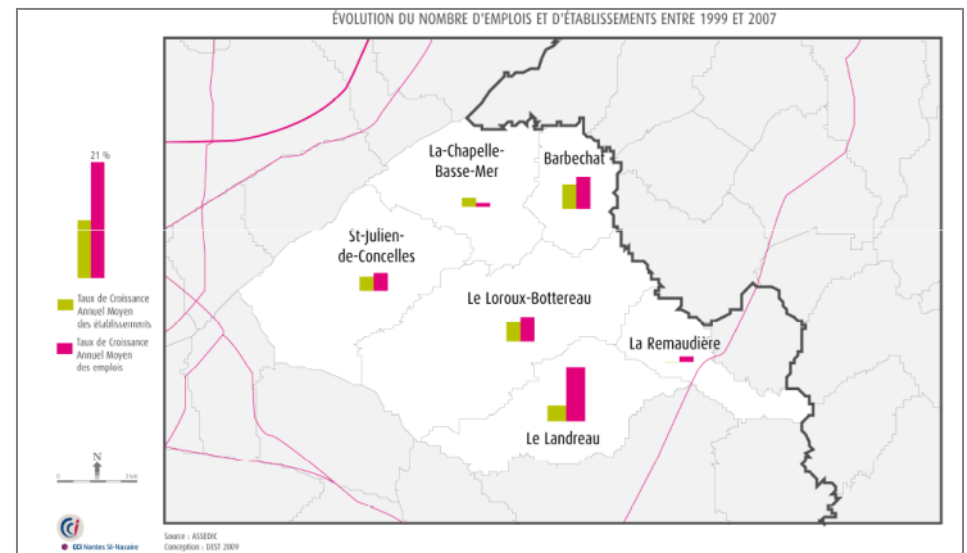 ÉVOLUTION DU NOMBRE D'EMPLOIS ET D'ÉTABLISSEMENTS ENTRE 1999 ET 2007
21 %
Taux de Croissance
Annuel Moyen
des établissements
Taux de Croissance
Annuel Moyen
des emplois
La-Chapelle-
Basse-Mer
Barbechat
St-Julien-
de-Concelles
Le Loroux-Bottereau
La Remaudière
Le Landreau
N
0
CCI
CCI Nantes St-Nazaire
Source : ASSEDIC
Conception : DEST 2009